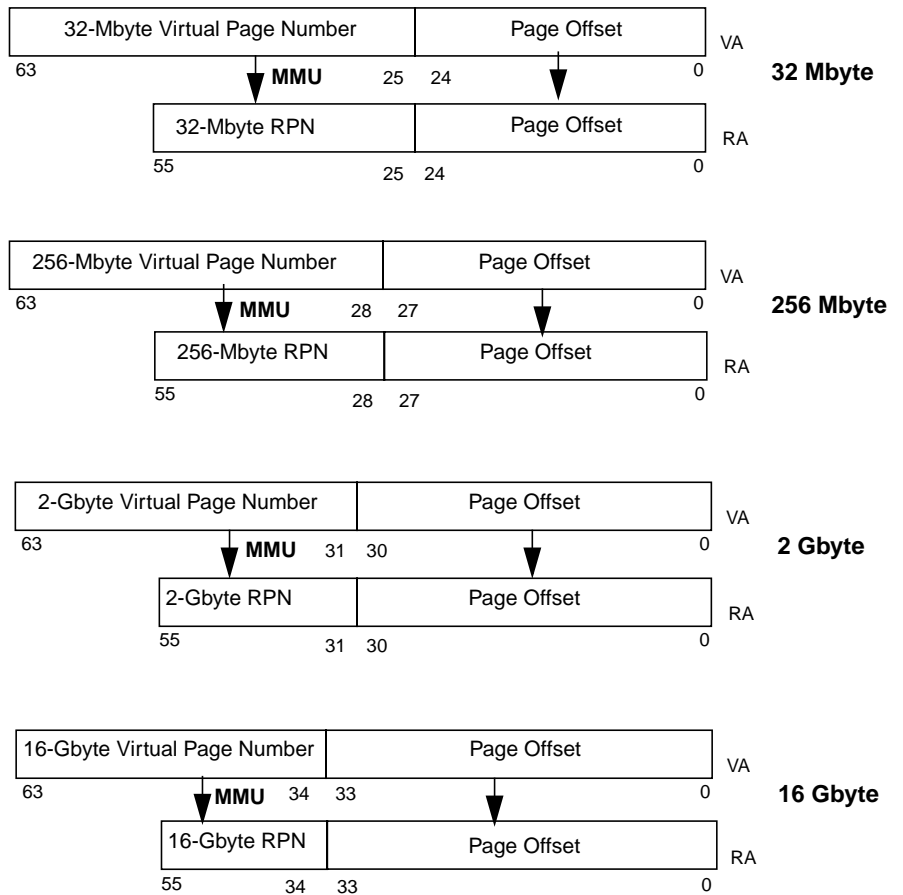 32-Mbyte Virtual Page Number Page Offset VA
63 MMU 25 24 0 32 Mbyte
32-Mbyte RPN Page Offset RA
55 25 24 0
256-Mbyte Virtual Page Number Page Offset VA
63 MMU 28 27 0 256 Mbyte
256-Mbyte RPN Page Offset RA
55 28 27 0
2-Gbyte Virtual Page Number Page Offset VA
63 MMU 31 30 0 2 Gbyte
2-Gbyte RPN Page Offset RA
55 31 30 0
16-Gbyte Virtual Page Number Page Offset VA
63 MMU 34 33 0 16 Gbyte
16-Gbyte RPN Page Offset RA
55 34 33 0